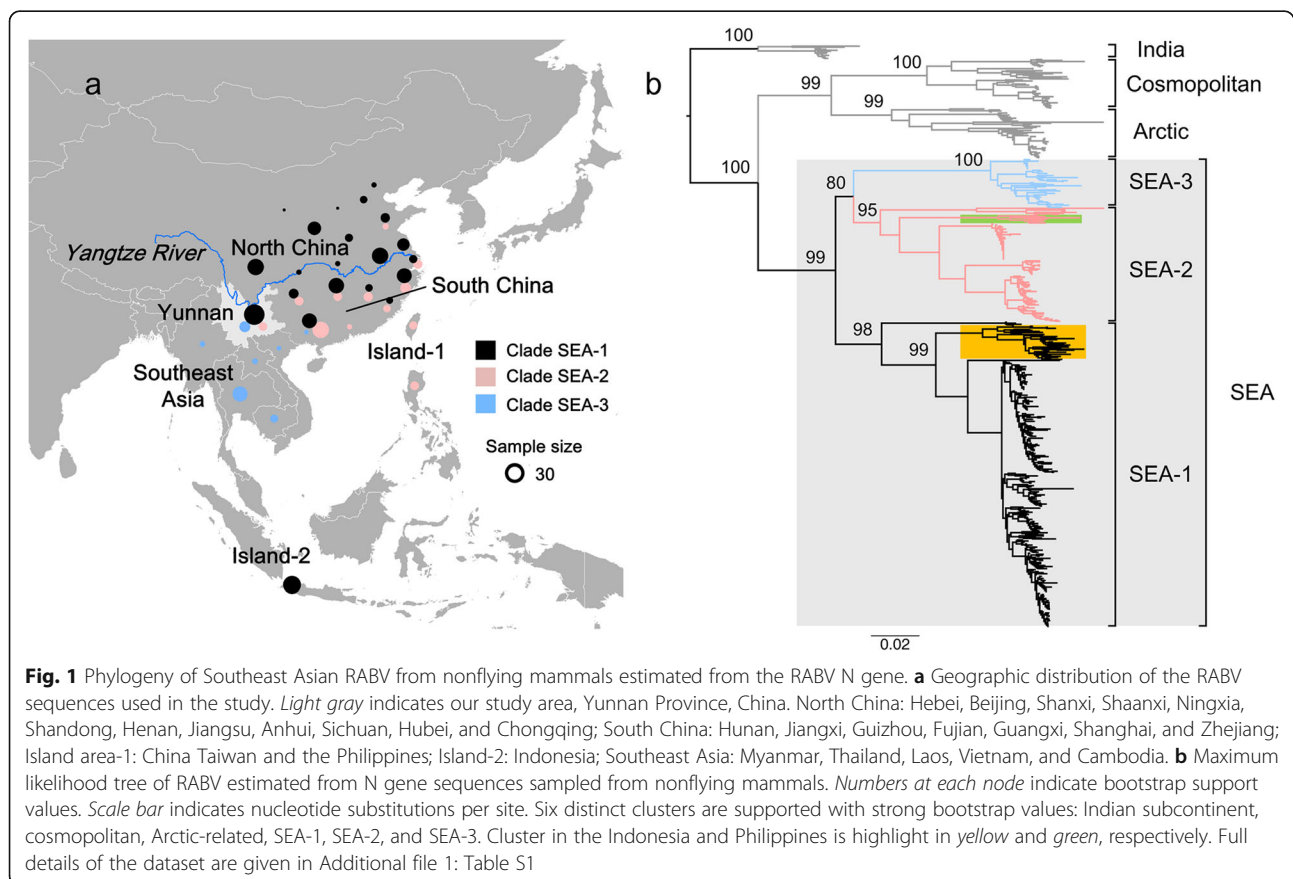 a
Yangtze River
North China
South China
Yunnan
Island-1
Southeast
Asia
Clade SEA-1
Clade SEA-2
Clade SEA-3
Sample size
30
Island-2
b
100
India
100
Cosmopolitan
99
99
Arctic
100
100
SEA-3
80
95
SEA-2
99
98
99
SEA
SEA-1
0.02
Fig. 1 Phylogeny of Southeast Asian RABV from nonflying mammals estimated from the RABV N gene. a Geographic distribution of the RABV
sequences used in the study. Light gray indicates our study area, Yunnan Province, China. North China: Hebei, Beijing, Shanxi, Shaanxi, Ningxia,
Shandong, Henan, Jiangsu, Anhui, Sichuan, Hubei, and Chongqing; South China: Hunan, Jiangxi, Guizhou, Fujian, Guangxi, Shanghai, and Zhejiang;
Island area-1: China Taiwan and the Philippines; Island-2: Indonesia; Southeast Asia: Myanmar, Thailand, Laos, Vietnam, and Cambodia. b Maximum
likelihood tree of RABV estimated from N gene sequences sampled from nonflying mammals. Numbers at each node indicate bootstrap support
values. Scale bar indicates nucleotide substitutions per site. Six distinct clusters are supported with strong bootstrap values: Indian subcontinent,
cosmopolitan, Arctic-related, SEA-1, SEA-2, and SEA-3. Cluster in the Indonesia and Philippines is highlight in yellow and green, respectively. Full
details of the dataset are given in Additional file 1: Table S1